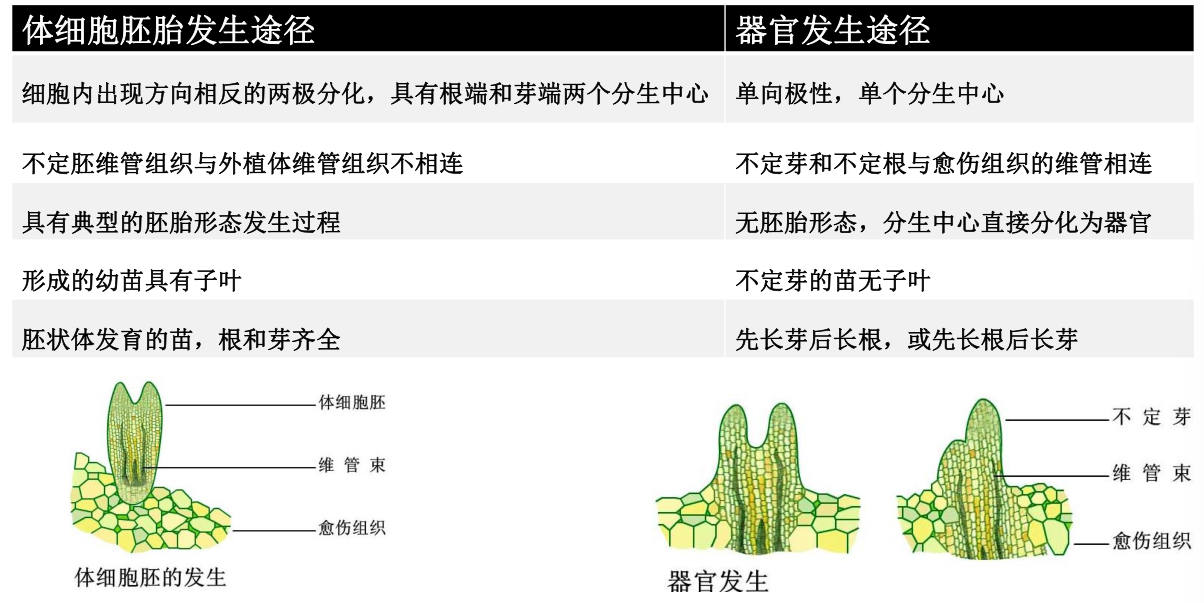 体细胞胚胎发生途径 器官发生途径
细胞内出现方向相反的两极分化，具有根端和芽端两个分生中心 单向极性，单个分生中心
不定胚维管组织与外植体维管组织不相连 不定芽和不定根与愈伤组织的维管相连
具有典型的胚胎形态发生过程 无胚胎形态，分生中心直接分化为器官
形成的幼苗具有子叶 不定芽的苗无子叶
胚状体发育的苗，根和芽齐全 先长芽后长根，或先长根后长芽
体细胞胚
维管束
愈伤组织
体细胞胚的发生
不定芽
维管束
愈伤组织
器官发生